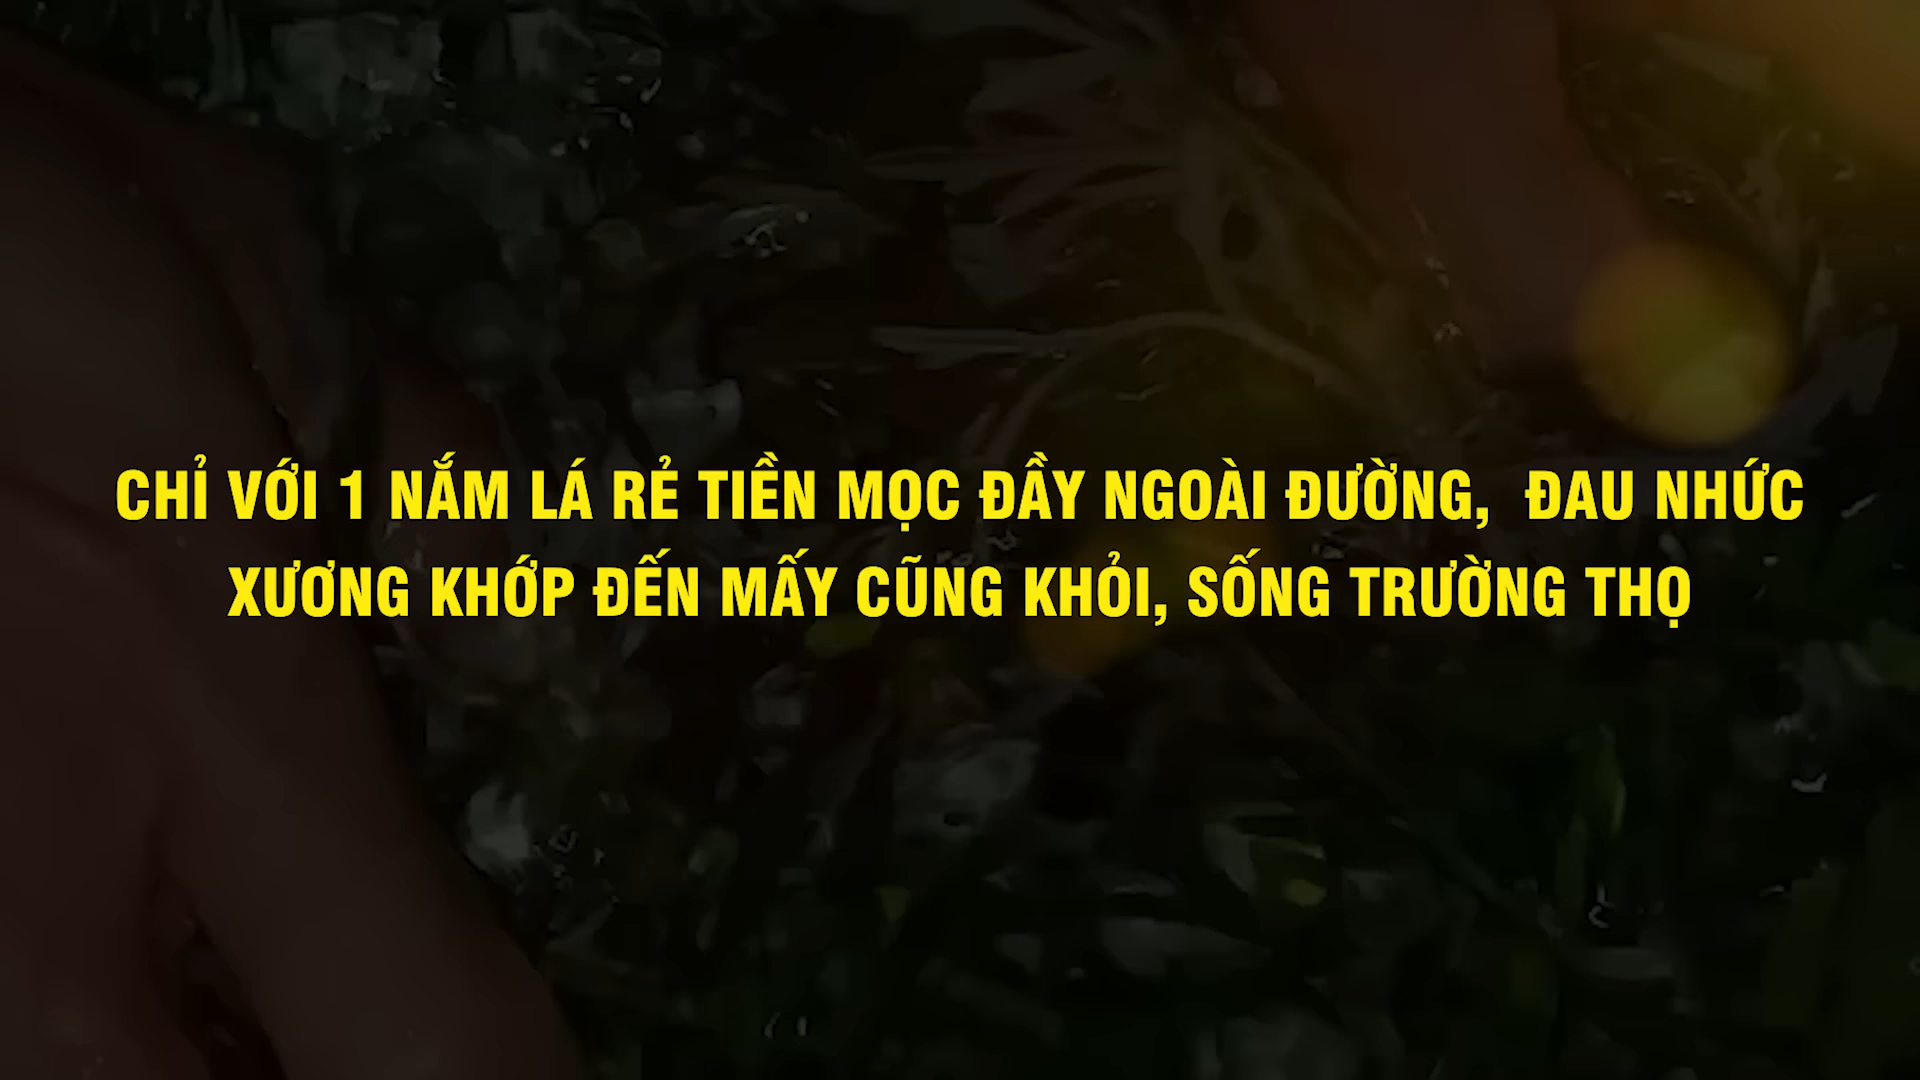 CHỈ VỚI 1 NẮM LÁ RẺ TIỀN MỌC ĐẦY NGOÀI ĐƯỜNG, ĐAU NHỨC
XƯƠNG KHỚP ĐẾN MẤY CŨNG KHỎI, SỐNG TRƯỜNG THỌ